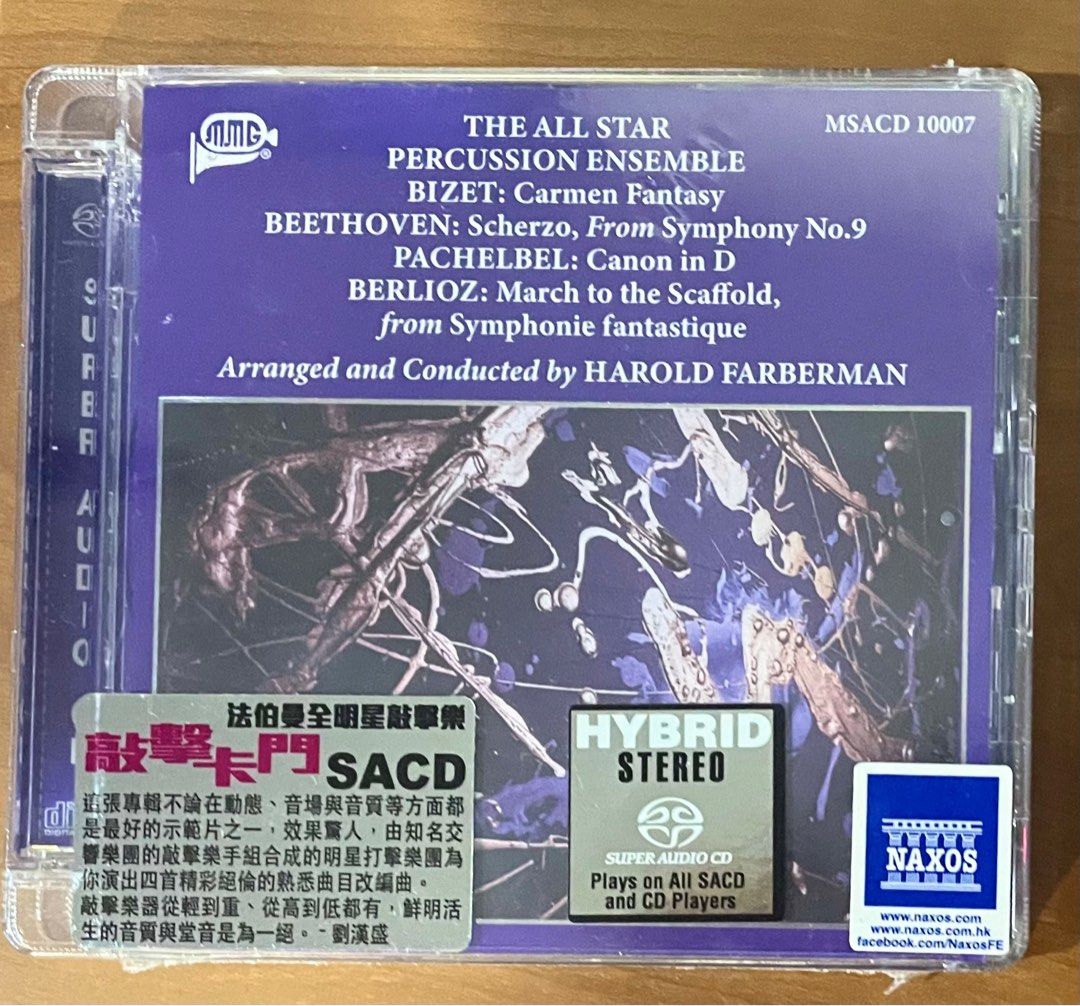 MMG®
THE ALL STAR
PERCUSSION ENSEMBLE
BIZET: Carmen Fantasy
BEETHOVEN: Scherzo, From Symphony No.9
PACHELBEL: Canon in D
BERLIOZ: March to the Scaffold,
from Symphonie fantastique
Arranged and Conducted by HAROLD FARBERMAN
MSACD 10007
SUPER AUDIO
法伯曼全明星敲擊樂
敲擊卡門 SACD
這張專輯不論在動態、音場與音質等方面都
是最好的示範片之一，效果驚人，由知名交
響樂團的敲擊樂手組合成的明星打擊樂團為
你演出四首精彩絕倫的熟悉曲目改編曲。
敲擊樂器從輕到重、從高到低都有，鮮明活
生的音質與堂音是為一絕。- 劉漢盛
HYBRID
STEREO
SUPER AUDIO CD
Plays on All SACD
and CD Players
NAXOS
www.naxos.com
www.naxos.com.hk
facebook.com/NaxosFE